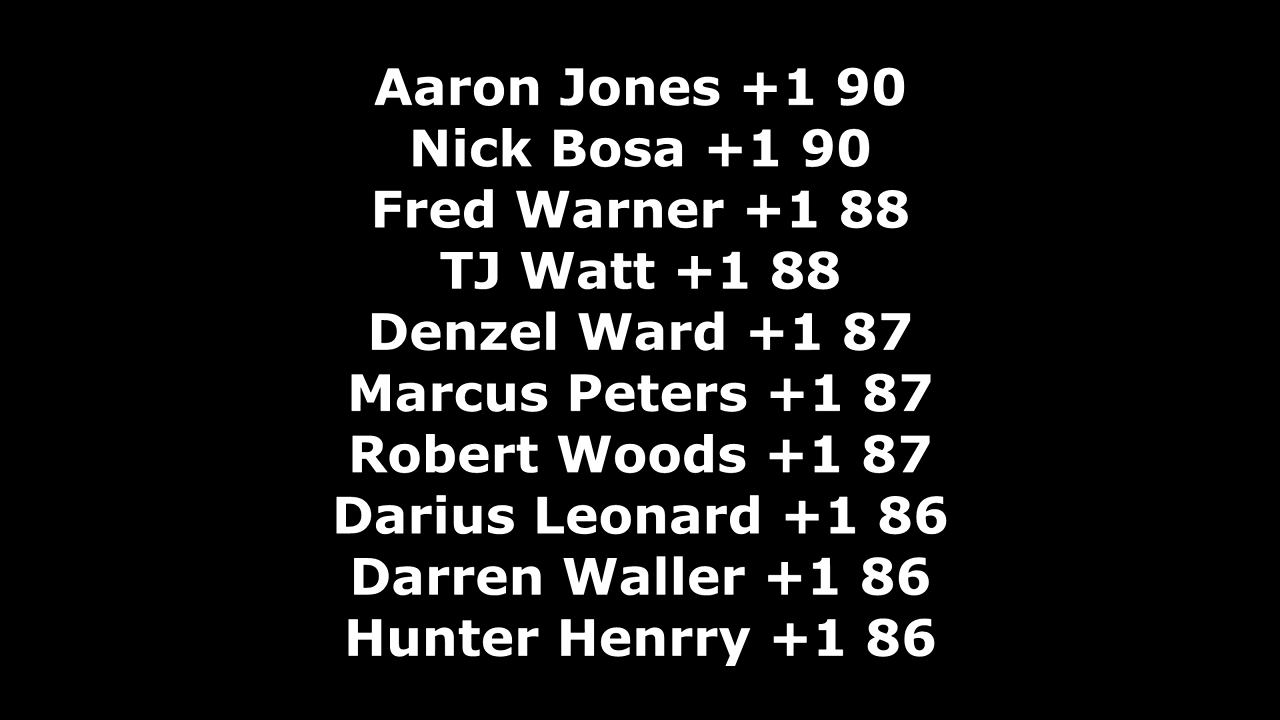 Aaron Jones +1 90
Nick Bosa +1 90
Fred Warner +1 88
TJ Watt +1 88
Denzel Ward +1 87
Marcus Peters +1 87
Robert Woods +1 87
Darius Leonard +1 86
Darren Waller +1 86
Hunter Henrry +1 86